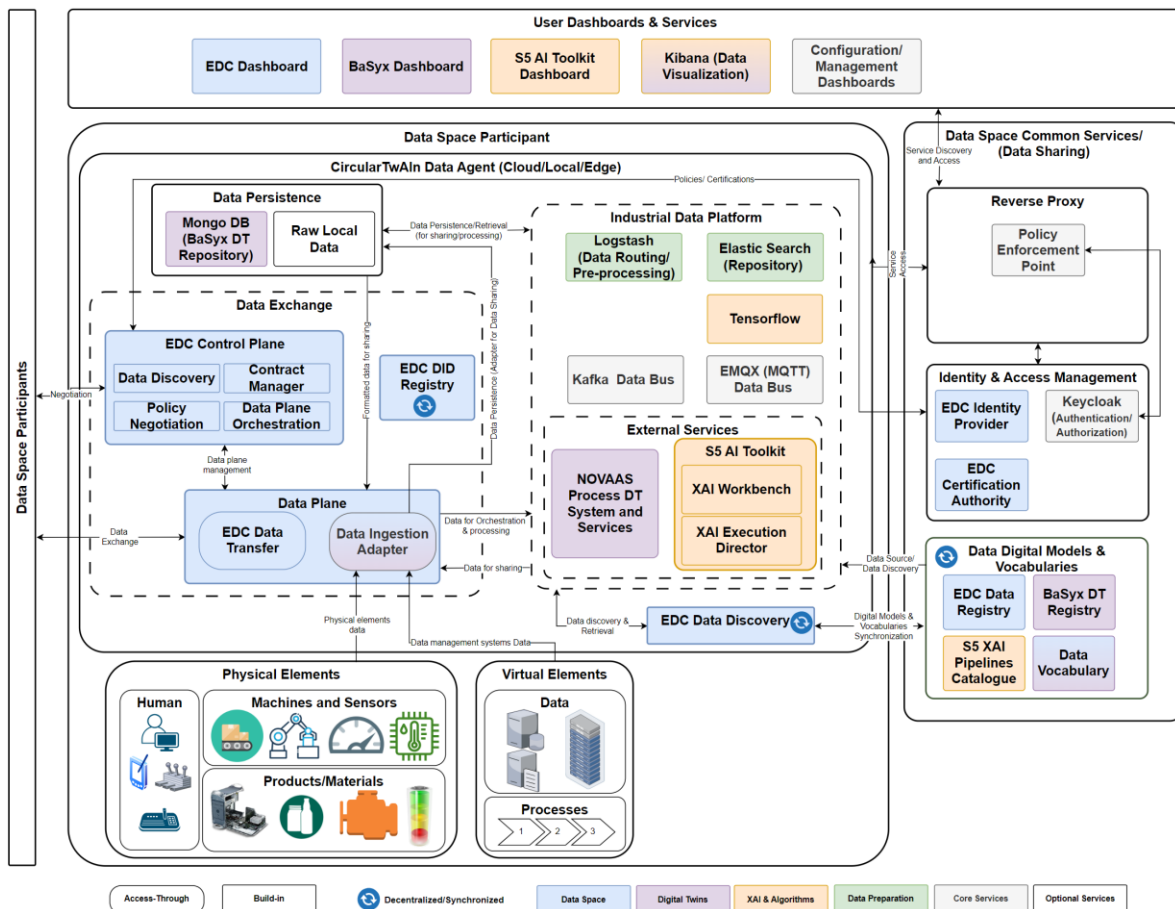 User Dashboards & Services
EDC Dashboard
BaSyx Dashboard
S5 AI Toolkit
Dashboard
Kibana (Data
Visualization)
Configuration/
Management
Dashboards
Data Space Participants
Data Space Participant
CircularTwAIn Data Agent (Cloud/Local/Edge)
Policies/ Certifications
Data Persistence
Mongo DB
(BaSyx DT
Repository)
Raw Local
Data
Data Persistence/Retrieval
(for sharing/processing)
Formatted data for sharing
Data Persistence (Adapter for Data Sharing)
Data Exchange
EDC Control Plane
Data Discovery
Contract
Manager
Policy
Negotiation
Data Plane
Orchestration
EDC DID
Registry
Negotiation
Data plane
management
Data Plane
EDC Data
Transfer
Data Ingestion
Adapter
Data
Exchange
Data for Orchestration
& processing
Data for sharing
Physical elements
data
Data management systems Data
Industrial Data Platform
Logstash
(Data Routing/
Pre-processing)
Elastic Search
(Repository)
Tensorflow
Kafka Data Bus
EMQX (MQTT)
Data Bus
External Services
NOVAAS
Process DT
System and
Services
S5 AI Toolkit
XAI Workbench
XAI Execution
Director
Data discovery &
Retrieval
EDC Data Discovery
Service Discovery
and Access
Service
Access
Data Source/
Data Discovery
Digital Models &
Vocabularies
Synchronization
Data Space Common Services/
(Data Sharing)
Reverse Proxy
Policy
Enforcement
Point
Identity & Access Management
EDC Identity
Provider
Keycloak
(Authentication/
Authorization)
EDC
Certification
Authority
Data Digital Models &
Vocabularies
EDC Data
Registry
BaSyx DT
Registry
S5 XAI
Pipelines
Catalogue
Data
Vocabulary
Physical Elements
Human
Machines and Sensors
Products/Materials
Virtual Elements
Data
Processes
1
2
3
Access-Through
Build-in
Decentralized/Synchronized
Data Space
Digital Twins
XAI & Algorithms
Data Preparation
Core Services
Optional Services